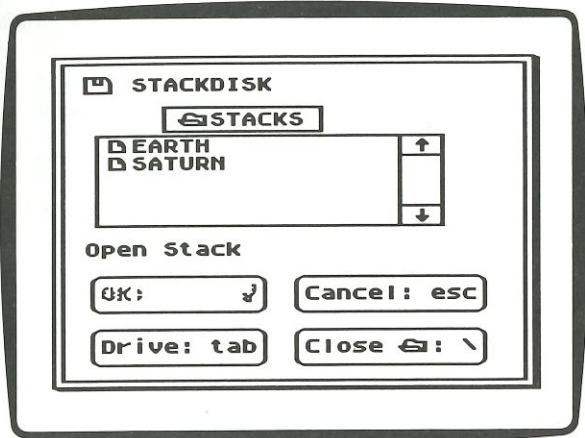 STACKDISK
STACKS
EARTH
SATURN
Open Stack
OK:
Cancel: esc
Drive: tab
Close : \